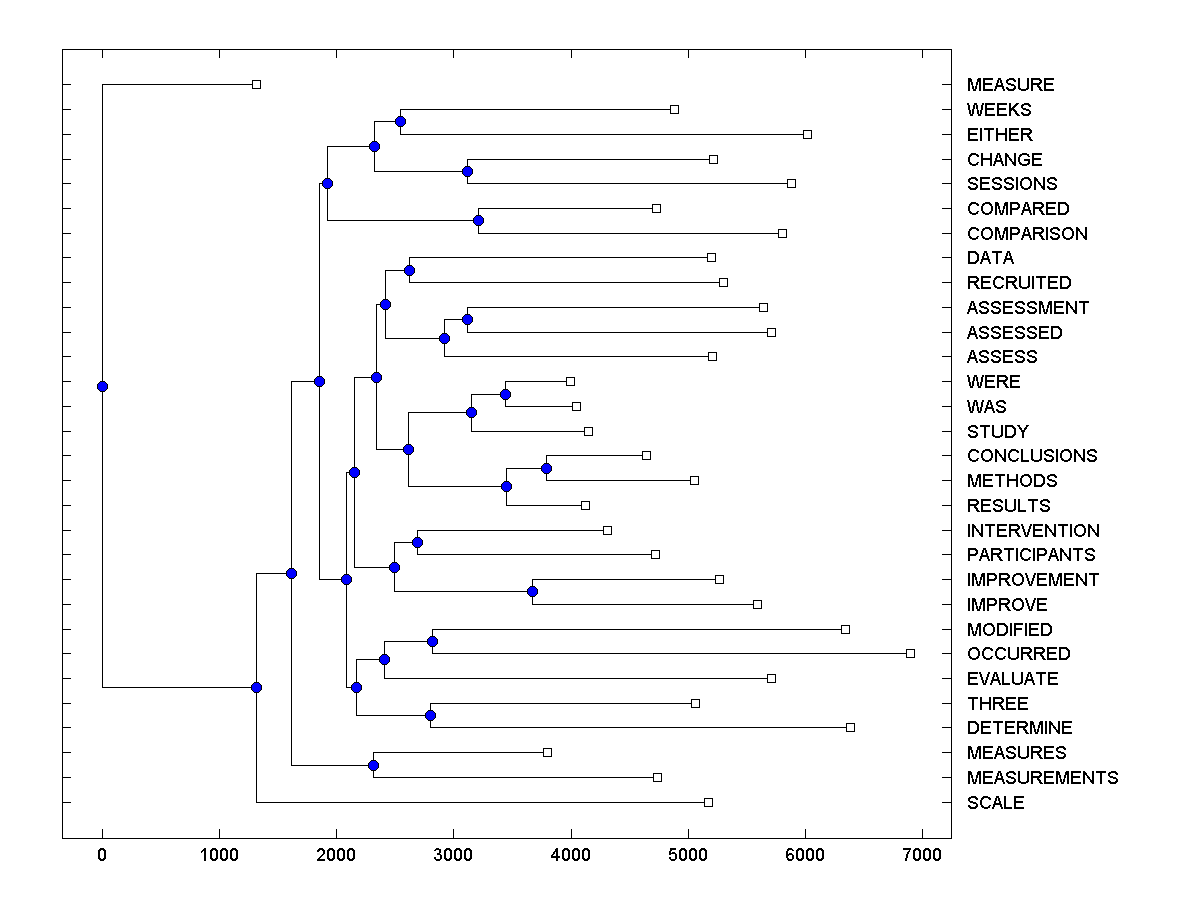 MEASURE
WEEKS
EITHER
CHANGE
SESSIONS
COMPARED
COMPARISON
DATA
RECRUITED
ASSESSMENT
ASSESSED
ASSESS
WERE
WAS
STUDY
CONCLUSIONS
METHODS
RESULTS
INTERVENTION
PARTICIPANTS
IMPROVEMENT
IMPROVE
MODIFIED
OCCURRED
EVALUATE
THREE
DETERMINE
MEASURES
MEASUREMENTS
SCALE
0 1000 2000 3000 4000 5000 6000 7000